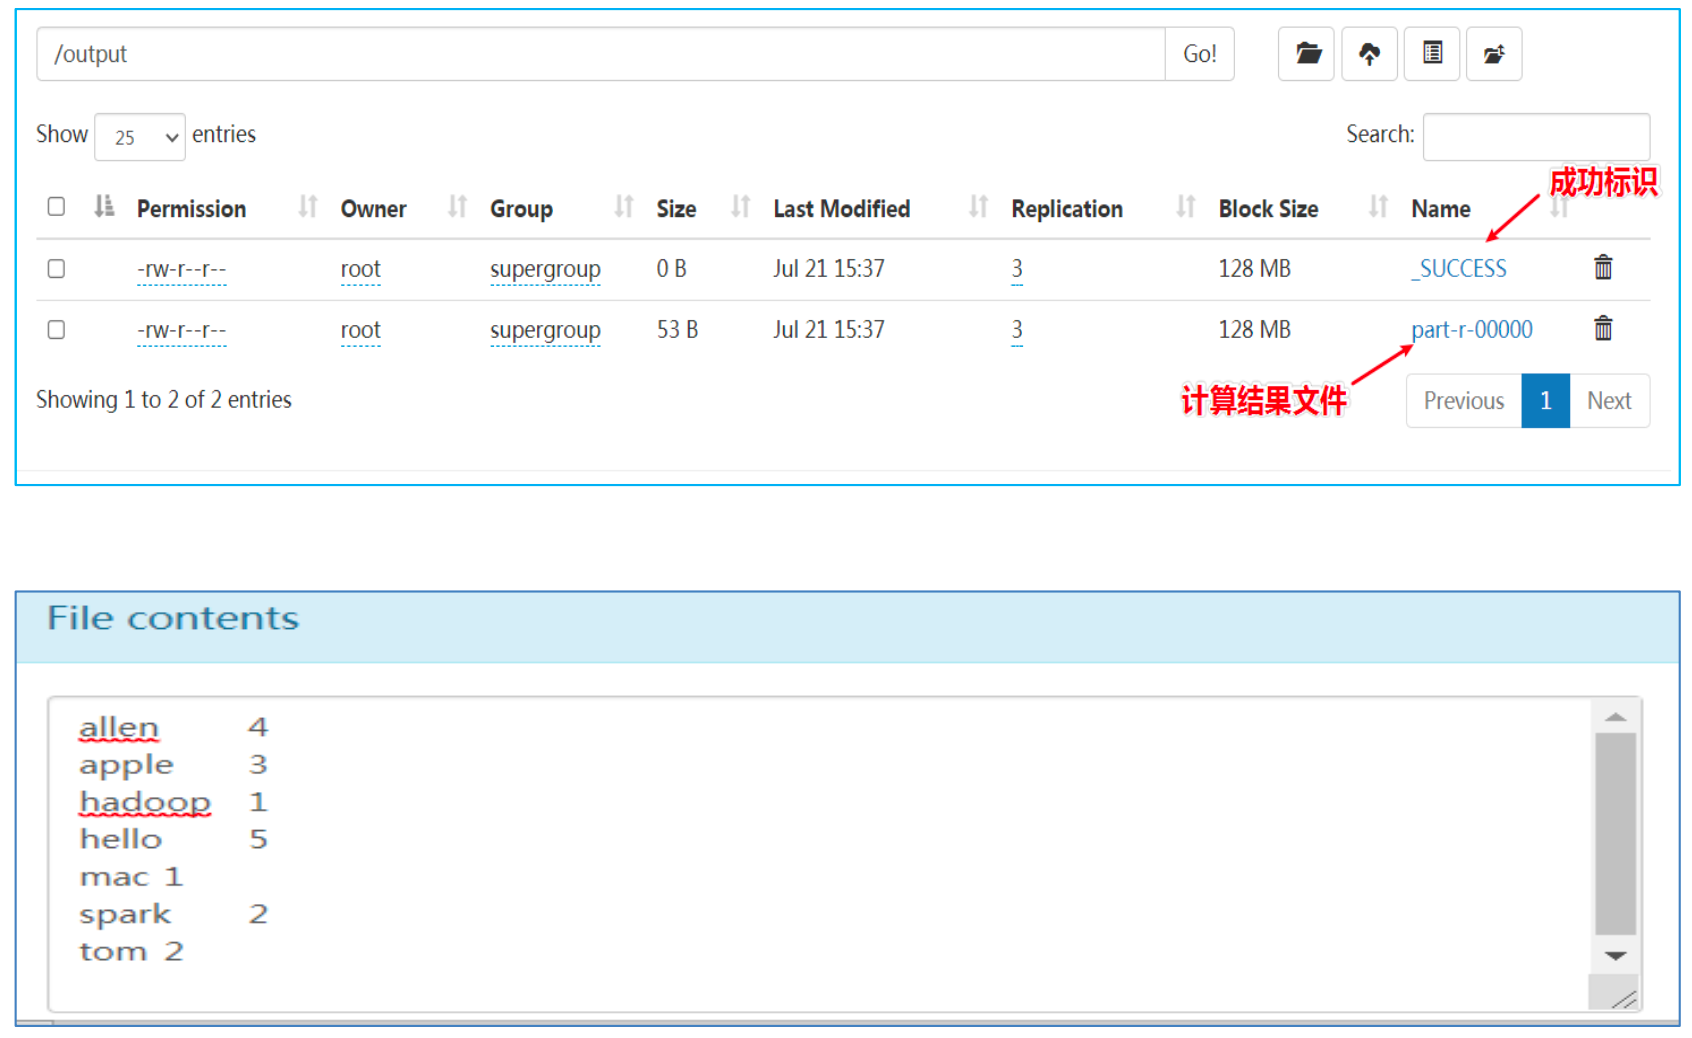 /output Go!
Show 25 entries Search:
成功标识
Permission Owner Group Size Last Modified Replication Block Size Name
-rw-r--r-- root supergroup 0 B Jul 21 15:37 3 128 MB _SUCCESS
-rw-r--r-- root supergroup 53 B Jul 21 15:37 3 128 MB part-r-00000
Showing 1 to 2 of 2 entries 计算结果文件 Previous 1 Next
File contents
allen 4
apple 3
hadoop 1
hello 5
mac 1
spark 2
tom 2